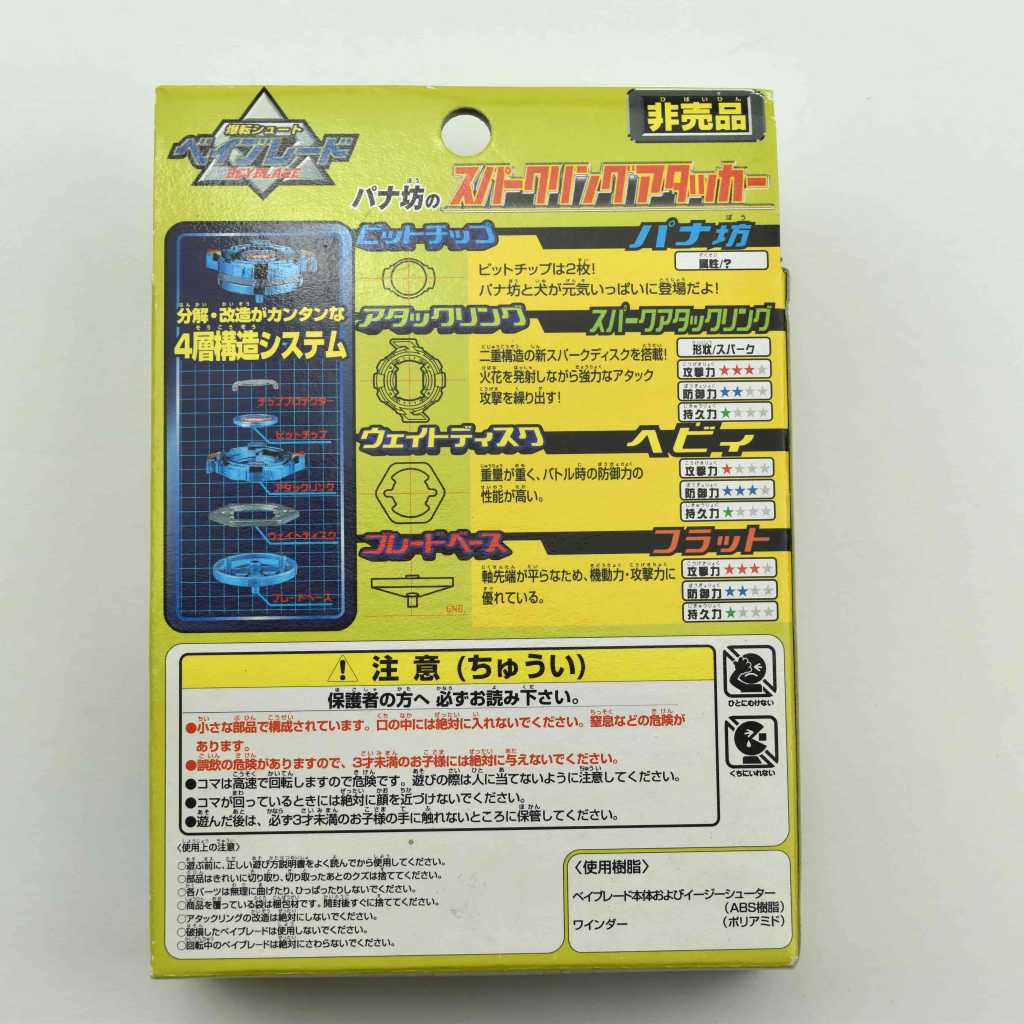 爆転シュート
ベイブレード
BEYBLADE
非売品
パナ坊の スパークリングアタッカー
ビットチップ パナ坊
属性/?
ビットチップは2枚!
パナ坊と犬が元気いっぱいに登場だよ!
分解・改造がカンタンな
4層構造システム
チッププロテクター
ビットチップ
アタックリング
ウェイトディスク
ブレードベース
アタックリング スパークアタックリング
二重構造の新スパークディスクを搭載!
火花を発射しながら強力なアタック
攻撃を繰り出す!
形状/スパーク
攻撃力 ★★★★
防御力 ★★★★
持久力 ★★★★
ウェイトディスク ヘビィ
重量が重く、バトル時の防御力の
性能が高い。
攻撃力 ★★★★
防御力 ★★★★
持久力 ★★★★
ブレードベース フラット
軸先端が平らなため、機動力・攻撃力に
優れている。
攻撃力 ★★★★
防御力 ★★★★
持久力 ★★★★
注意(ちゅうい)
保護者の方へ 必ずお読み下さい。
●小さな部品で構成されています。口の中には絶対に入れないでください。窒息などの危険が
あります。
●誤飲の危険がありますので、3才未満のお子様には絶対に与えないでください。
●コマは高速で回転しますので危険です。遊びの際は人に当てないように注意してください。
●コマが回っているときには絶対に顔を近づけないでください。
●遊んだ後は、必ず3才未満のお子様の手に触れないところに保管してください。
ひとにむけない
くちにいれない
〈使用上の注意〉
○遊ぶ前に、正しい遊び方説明書をよく読んでから使用してください。
○部品はきれいに切り取り、切り取ったあとのクズは捨ててください。
○各パーツは無理に曲げたり、ひっぱったりしないでください。
○商品を覆っている袋は梱包材です。開封後すぐに捨ててください。
○アタックリングの改造は絶対にしないでください。
○破損したベイブレードは使用しないでください。
○回転中のベイブレードは絶対にさわらないでください。
〈使用樹脂〉
ベイブレード本体およびイージーシューター
(ABS樹脂)
ワインダー (ポリアミド)